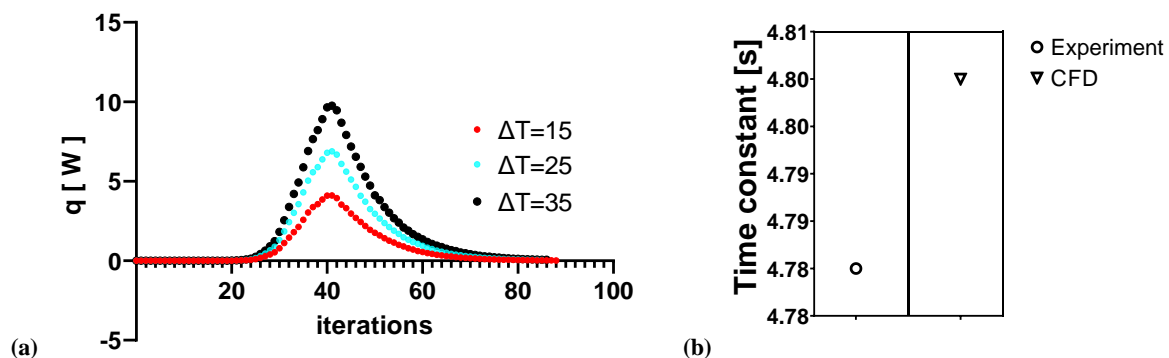 15
10
5
0
-5
q [ W ]
20
40
60
80
100
iterations
ΔT=15
ΔT=25
ΔT=35
(a)
4.81
4.80
4.80
4.79
4.79
4.78
4.78
Time constant [s]
Experiment
CFD
(b)